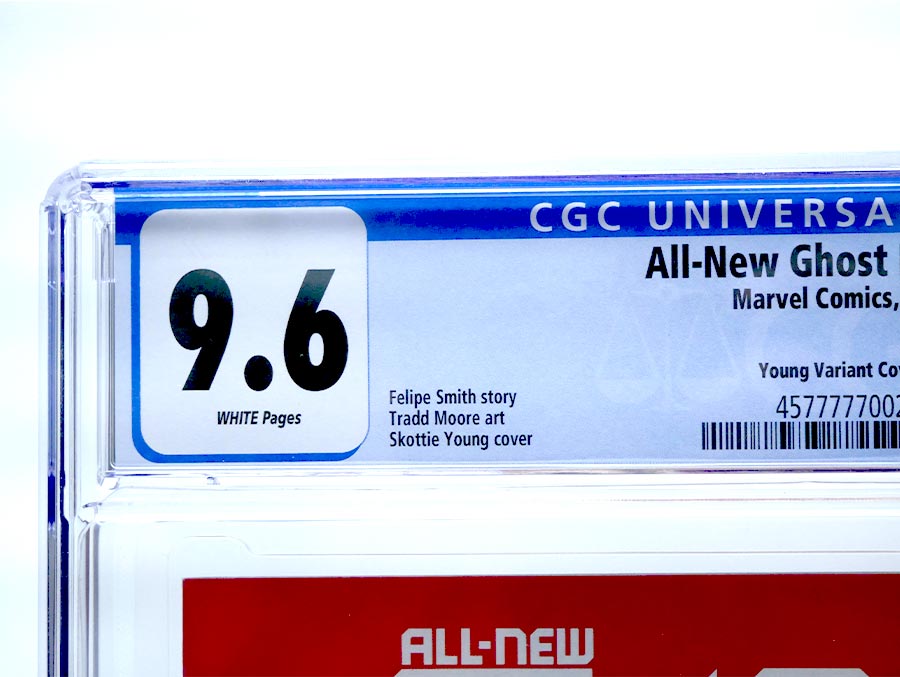 CGC UNIVERSA
All-New Ghost
Marvel Comics,
9.6
WHITE Pages
Young Variant Cov
Felipe Smith story
Tradd Moore art
Skottie Young cover
4577777002
ALL-NEW